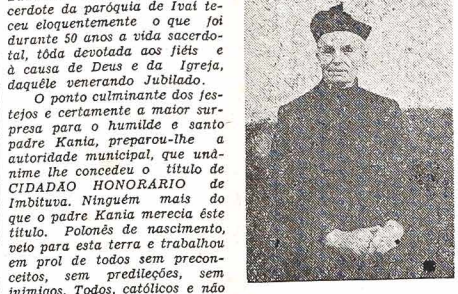 cerdote da paróquia de Ivaí te-
ceu eloquentemente o que foi
durante 50 anos a vida sacerdo-
tal, tôda devotada aos fiéis e
à causa de Deus e da Igreja,
daquêle venerando Jubilado.
O ponto culminante dos fes-
tejos e certamente a maior sur-
presa para o humilde e santo
padre Kania, preparou-lhe a
autoridade municipal, que unâ-
nime lhe concedeu o titulo de
CIDADÃO HONORÁRIO de
Imbituva. Ninguém mais do
que o padre Kania merecia êste
titulo. Polonês de nascimento,
veio para esta terra e trabalhou
em prol de todos sem precon-
ceitos, sem predileções, sem
inimigos. Todos, católicos e não